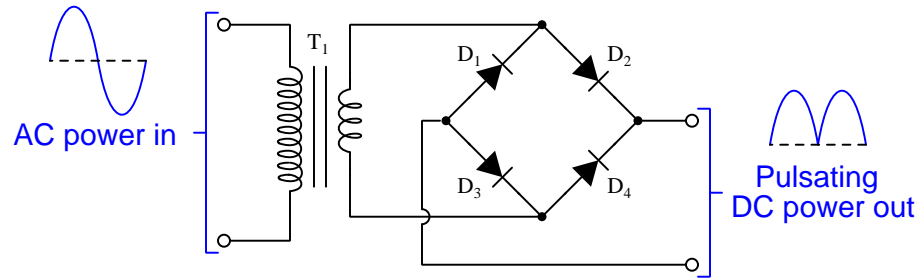 AC power in
T1
D1
D2
D3
D4
Pulsating
DC power out